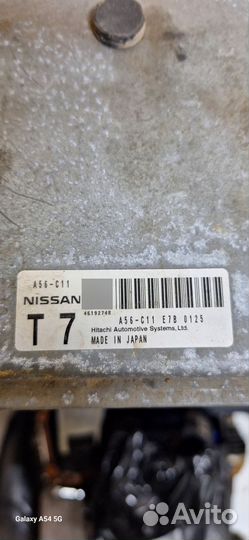 A56-C11
NISSAN
46192748
T7
A56-C11 E7B 0125
Hitachi Automotive Systems, Ltd.
MADE IN JAPAN
Galaxy A54 5G
Avito